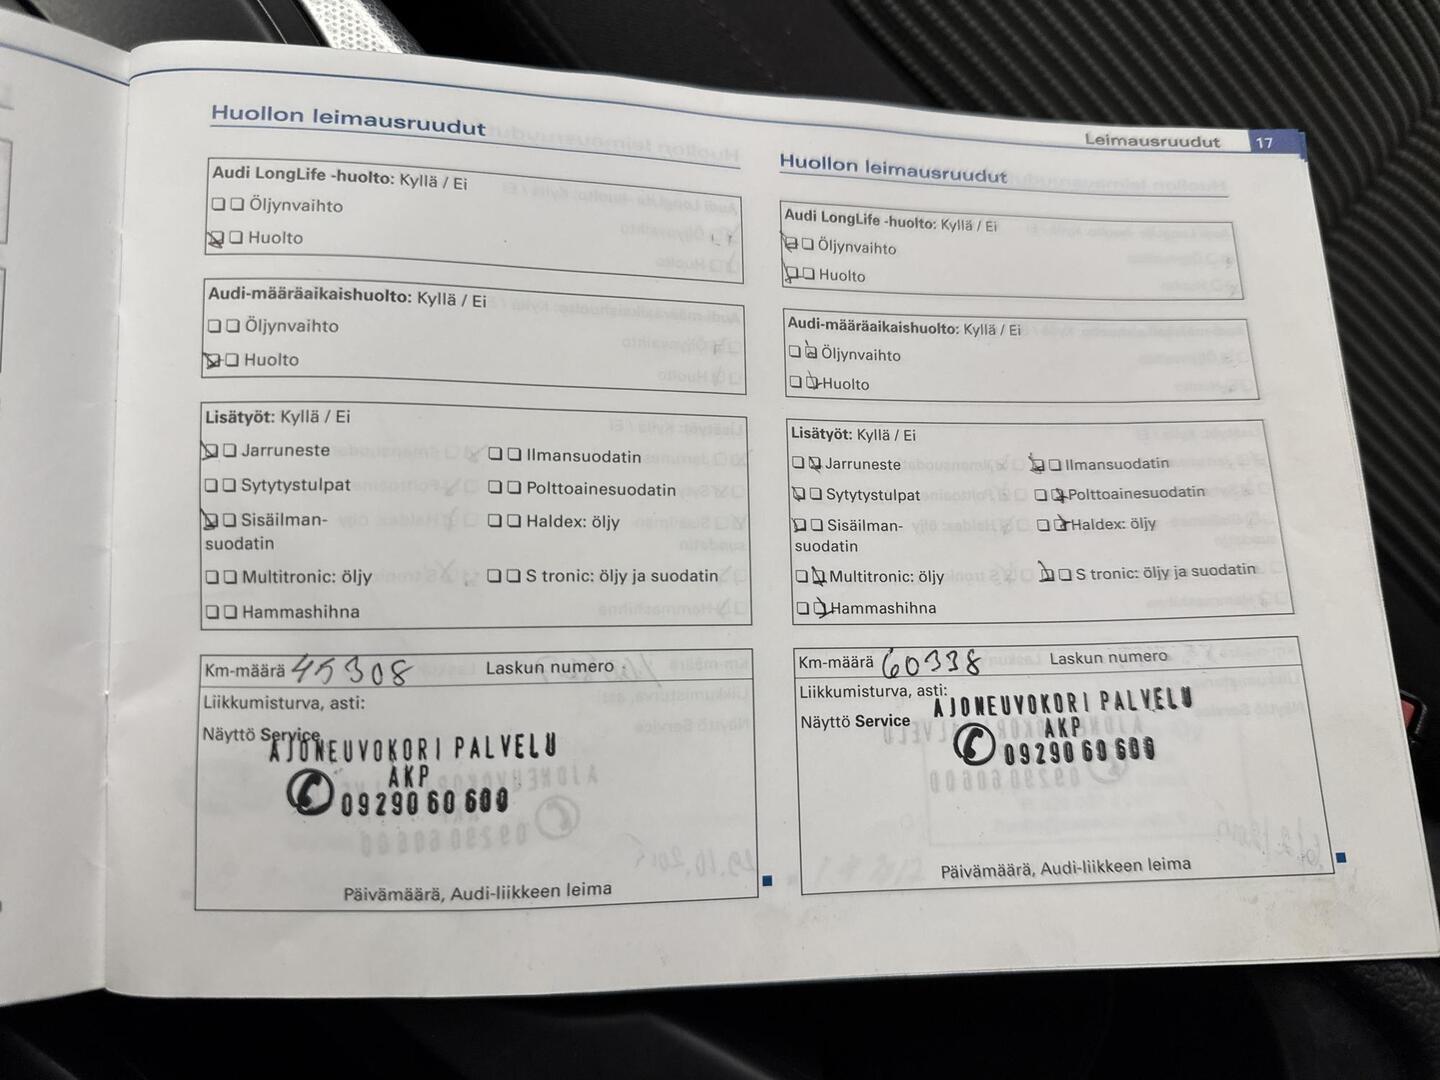 Leimausruudut 17
Huollon leimausruudut
Audi LongLife -huolto: Kyllä / Ei
Öljynvaihto
Huolto
Audi-määräaikaishuolto: Kyllä / Ei
Öljynvaihto
Huolto
Lisätyöt: Kyllä / Ei
Jarruneste
Ilmansuodatin
Sytytystulpat
Polttoainesuodatin
Sisäilman-
suodatin
Haldex: öljy
Multitronic: öljy
S tronic: öljy ja suodatin
Hammashihna
Km-määrä 45308 Laskun numero
Liikkumisturva, asti:
Näyttö Service
AJONEUVOKORI PALVELU
AKP
09290 60 600
Päivämäärä, Audi-liikkeen leima
Huollon leimausruudut
Audi LongLife -huolto: Kyllä / Ei
Öljynvaihto
Huolto
Audi-määräaikaishuolto: Kyllä / Ei
Öljynvaihto
Huolto
Lisätyöt: Kyllä / Ei
Jarruneste
Ilmansuodatin
Sytytystulpat
Polttoainesuodatin
Sisäilman-
suodatin
Haldex: öljy
Multitronic: öljy
S tronic: öljy ja suodatin
Hammashihna
Km-määrä 60338 Laskun numero
Liikkumisturva, asti:
Näyttö Service
AJONEUVOKORI PALVELU
AKP
09290 60 600
Päivämäärä, Audi-liikkeen leima